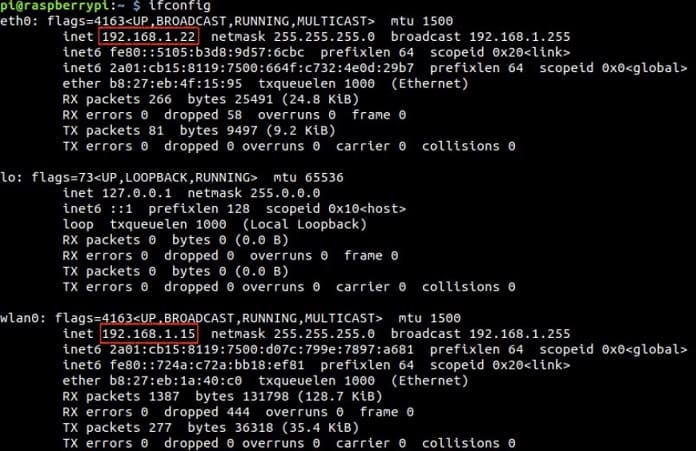 pi@raspberrypi:~ $ ifconfig
eth0: flags=4163<UP,BROADCAST,RUNNING,MULTICAST>  mtu 1500
        inet 192.168.1.22  netmask 255.255.255.0  broadcast 192.168.1.255
        inet6 fe80::5105:b3d8:9d57:6cbc  prefixlen 64  scopeid 0x20<link>
        inet6 2a01:cb15:8119:7500:664f:c732:4e0d:29b7  prefixlen 64  scopeid 0x0<global>
        ether b8:27:eb:4f:15:95  txqueuelen 1000  (Ethernet)
        RX packets 266  bytes 25491 (24.8 KiB)
        RX errors 0  dropped 58  overruns 0  frame 0
        TX packets 81  bytes 9497 (9.2 KiB)
        TX errors 0  dropped 0 overruns 0  carrier 0  collisions 0

lo: flags=73<UP,LOOPBACK,RUNNING>  mtu 65536
        inet 127.0.0.1  netmask 255.0.0.0
        inet6 ::1  prefixlen 128  scopeid 0x10<host>
        loop  txqueuelen 1000  (Local Loopback)
        RX packets 0  bytes 0 (0.0 B)
        RX errors 0  dropped 0  overruns 0  frame 0
        TX packets 0  bytes 0 (0.0 B)
        TX errors 0  dropped 0 overruns 0  carrier 0  collisions 0

wlan0: flags=4163<UP,BROADCAST,RUNNING,MULTICAST>  mtu 1500
        inet 192.168.1.15  netmask 255.255.255.0  broadcast 192.168.1.255
        inet6 2a01:cb15:8119:7500:d07c:799e:7897:a681  prefixlen 64  scopeid 0x0<global>
        inet6 fe80::724a:c72a:bb18:ef81  prefixlen 64  scopeid 0x20<link>
        ether b8:27:eb:1a:40:c0  txqueuelen 1000  (Ethernet)
        RX packets 1387  bytes 131798 (128.7 KiB)
        RX errors 0  dropped 444  overruns 0  frame 0
        TX packets 277  bytes 36318 (35.4 KiB)
        TX errors 0  dropped 0 overruns 0  carrier 0  collisions 0